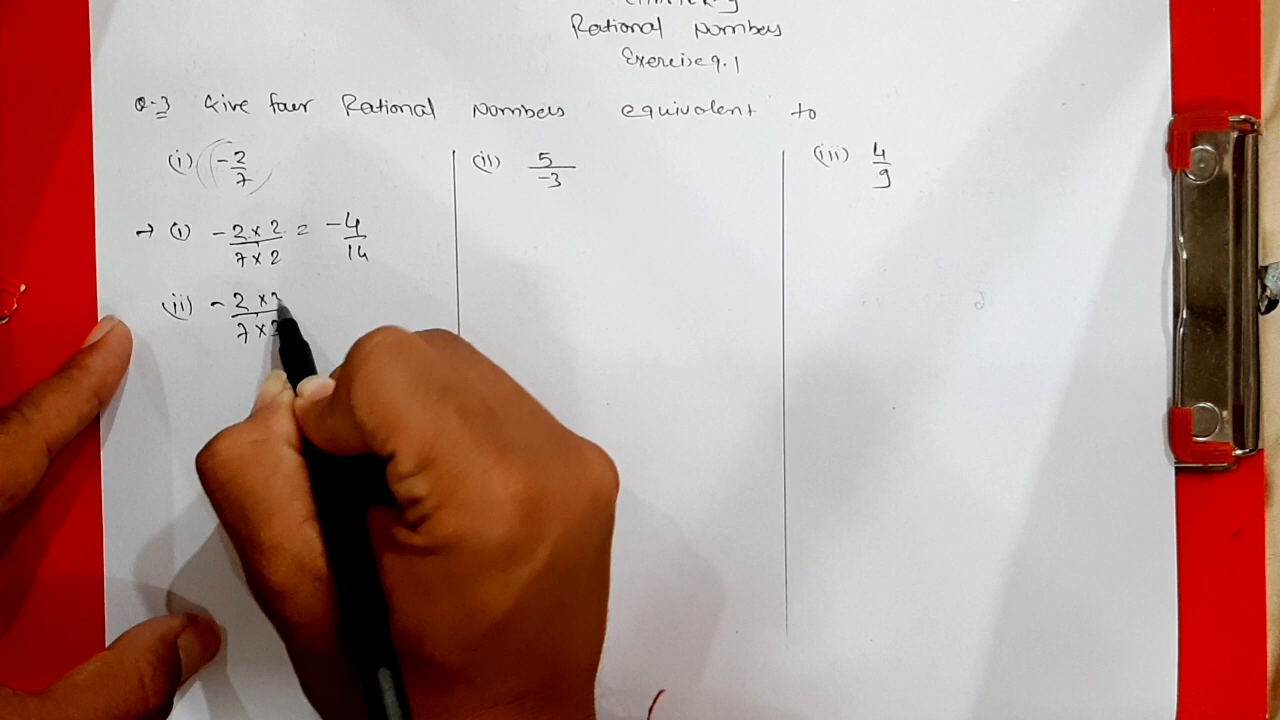 Rational Numbers
Exercise 9.1
Q-3 Give four Rational Numbers equivalent to
(i) -2/7
(ii) 5/-3
(iii) 4/9
→ (i) -2×2/7×2 = -4/14
(ii) -2×3/7×